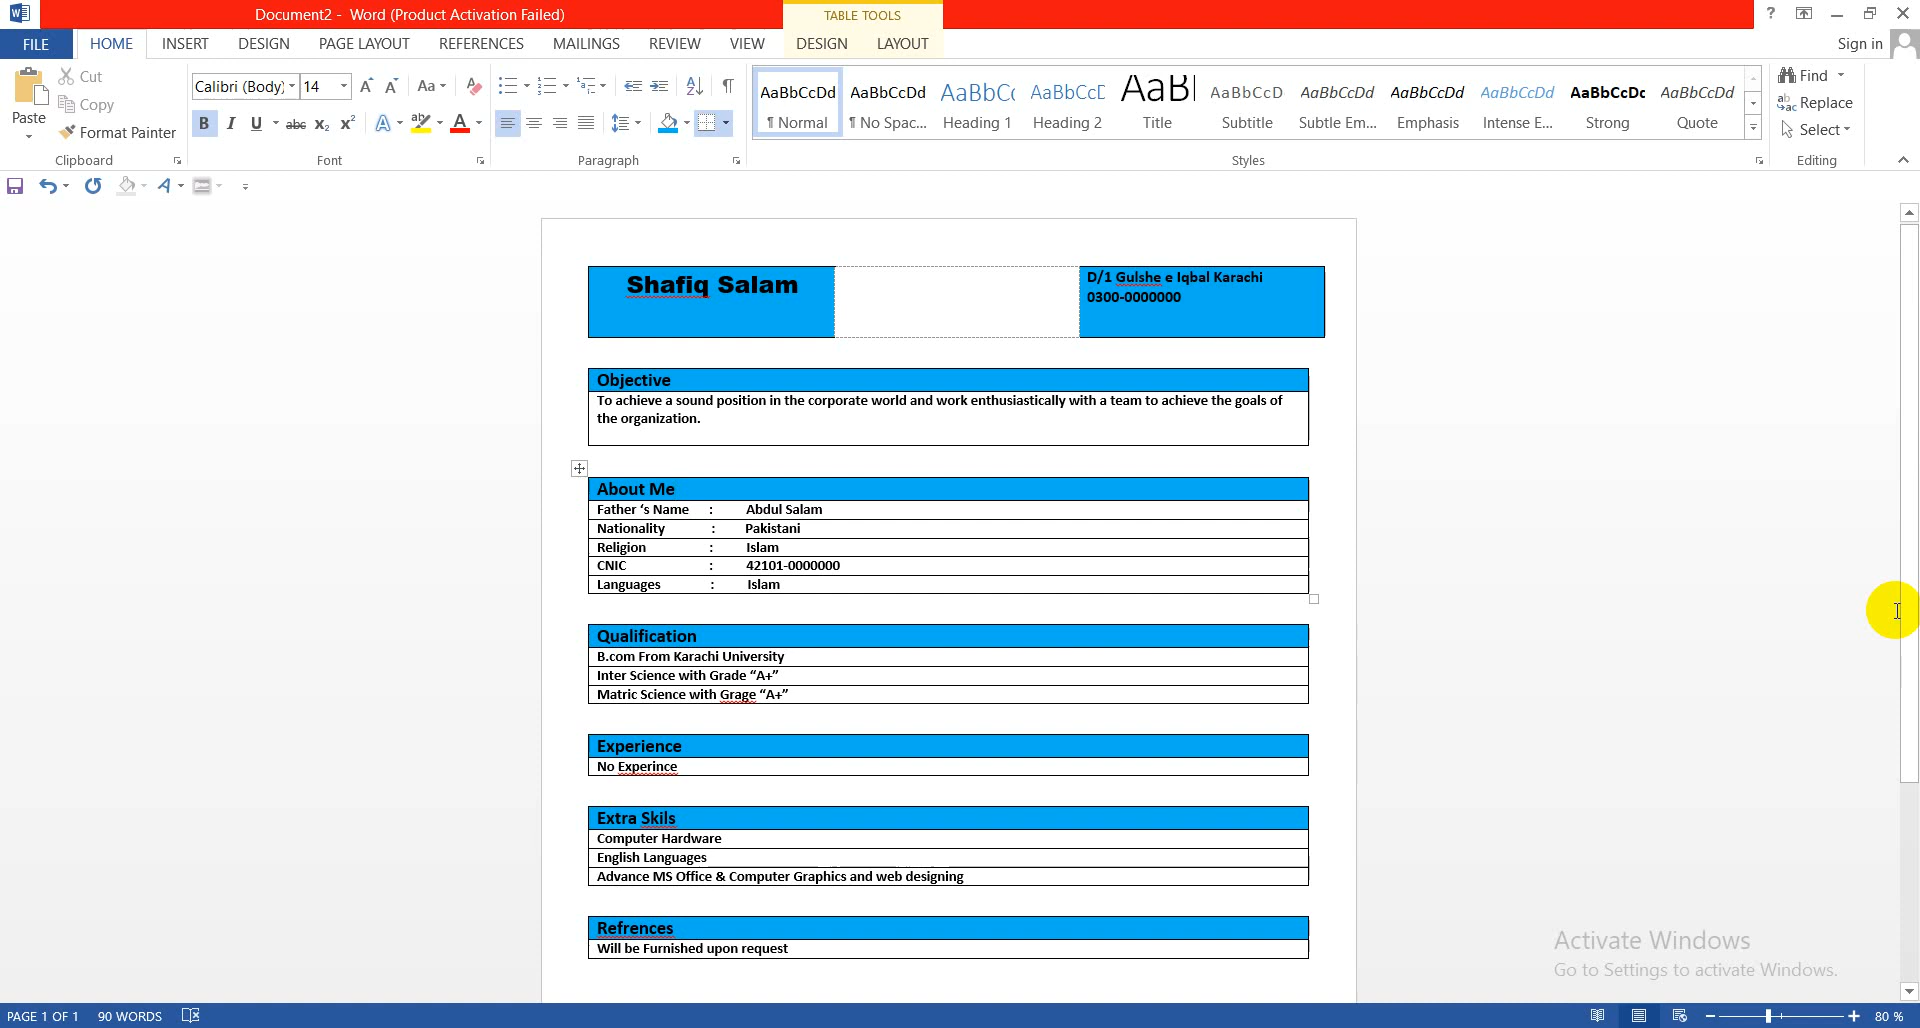 Document2 - Word (Product Activation Failed)
TABLE TOOLS
?
FILE HOME INSERT DESIGN PAGE LAYOUT REFERENCES MAILINGS REVIEW VIEW DESIGN LAYOUT Sign in
Paste
Cut
Copy
Format Painter
Clipboard
Calibri (Body) 14
Aa
B I U abc X₂ X²
Font
Paragraph
AaBbCcDd AaBbCcDd AaBbCc AaBbCcE AaBl AaBbCcD AaBbCcDd AaBbCcDd AaBbCcDd AaBbCcDc AaBbCcDd
¶ Normal ¶ No Spac... Heading 1 Heading 2 Title Subtitle Subtle Em... Emphasis Intense E... Strong Quote
Styles
Find
Replace
Select
Editing
Shafiq Salam
D/1 Gulshe e Iqbal Karachi
0300-0000000
Objective
To achieve a sound position in the corporate world and work enthusiastically with a team to achieve the goals of
the organization.
About Me
Father ‘s Name : Abdul Salam
Nationality : Pakistani
Religion : Islam
CNIC : 42101-0000000
Languages : Islam
Qualification
B.com From Karachi University
Inter Science with Grade “A+”
Matric Science with Grage “A+”
Experience
No Experince
Extra Skils
Computer Hardware
English Languages
Advance MS Office & Computer Graphics and web designing
Refrences
Will be Furnished upon request
Activate Windows
Go to Settings to activate Windows.
PAGE 1 OF 1 90 WORDS 80 %